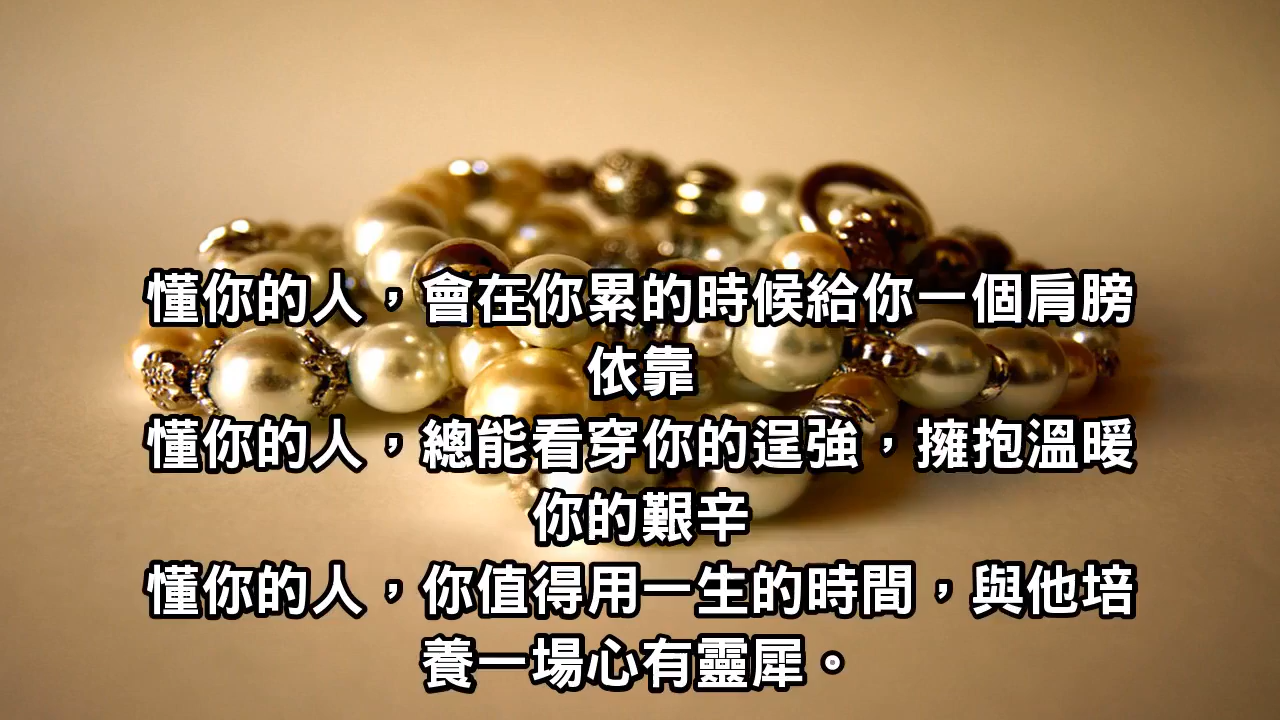 懂你的人，會在你累的時候給你一個肩膀
依靠
懂你的人，總能看穿你的逞強，擁抱溫暖
你的艱辛
懂你的人，你值得用一生的時間，與他培
養一場心有靈犀。